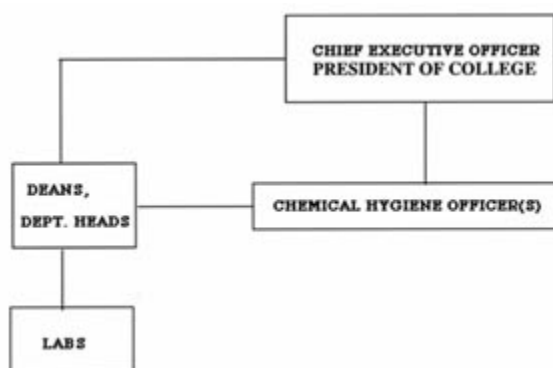 CHIEF EXECUTIVE OFFICER
PRESIDENT OF COLLEGE
DEANS,
DEPT. HEADS
CHEMICAL HYGIENE OFFICER(S)
LABS